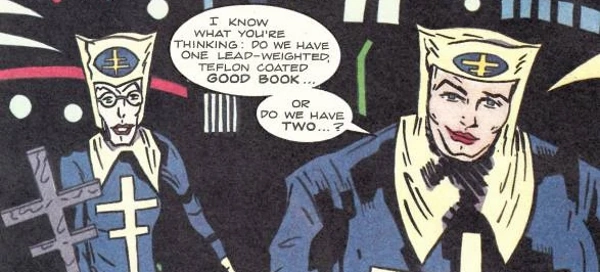 I KNOW
WHAT YOU'RE
THINKING: DO WE HAVE
ONE LEAD-WEIGHTED,
TEFLON COATED
GOOD BOOK...
OR
DO WE HAVE
TWO...?